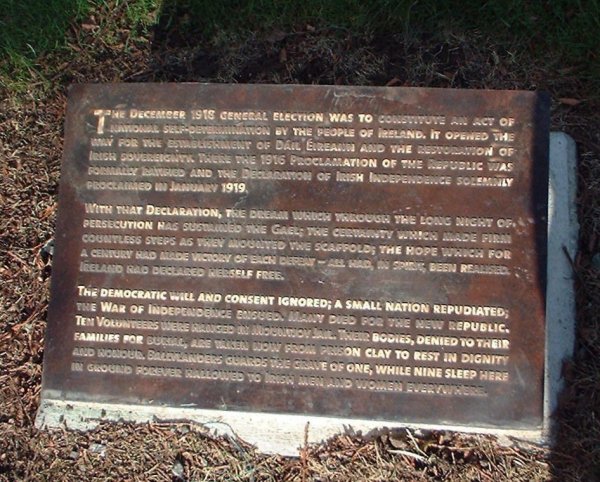 The December 1918 general election was to constitute an act of
national self-determination by the people of Ireland. It opened the
way for the establishment of Dáil Éireann and the restoration of
Irish sovereignty. There the 1916 Proclamation of the Republic was
formally ratified and the Declaration of Irish Independence solemnly
proclaimed in January 1919.
With that Declaration, the dream which through the long night of
persecution has sustained the Gael; the certainty which made firm
countless steps as they mounted the scaffold; the hope which for
a century had made victory of each defeat – all had, in spirit, been realised.
Ireland had declared herself free.
The democratic will and consent ignored; a small nation repudiated;
the War of Independence ensued. Many died for the new republic.
Ten Volunteers were hanged in Mountjoy Jail. Their bodies, denied to their
families for burial, are taken now from prison clay to rest in dignity
and honour. Ballylanders guards the grave of one, while nine sleep here
in ground forever hallowed to Irish men and women everywhere.